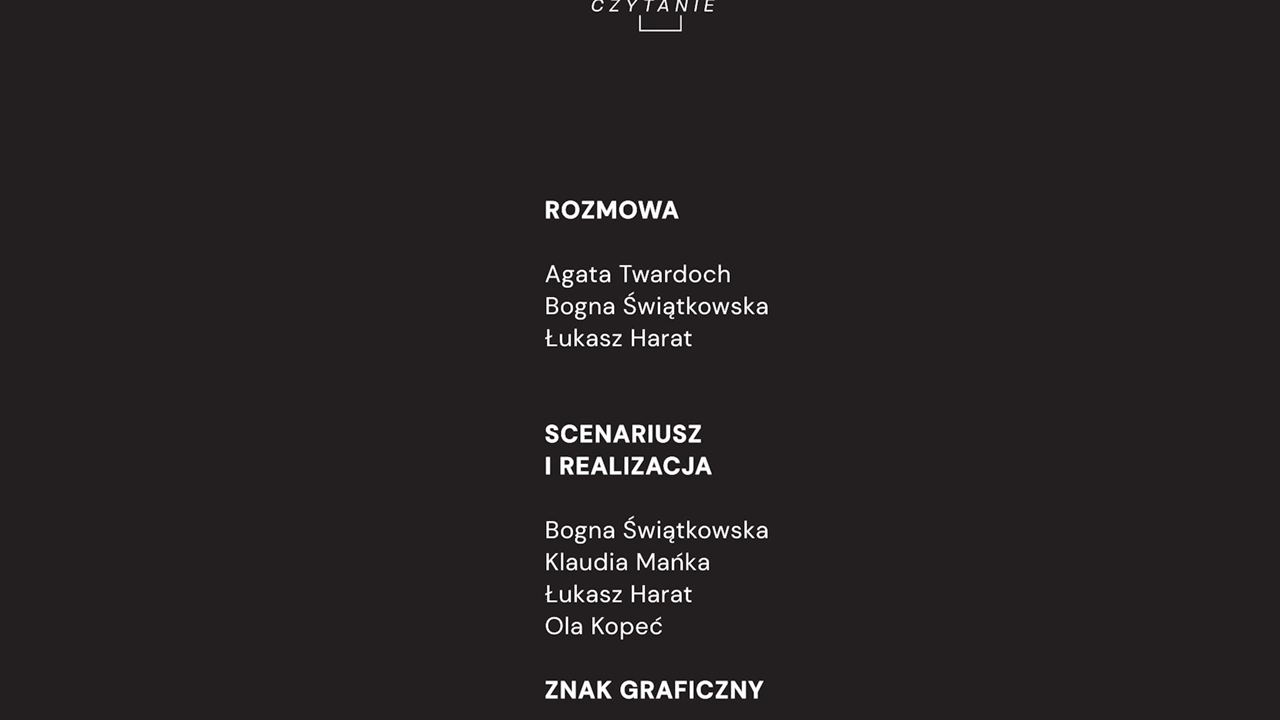 CZYTANIE
ROZMOWA
Agata Twardoch
Bogna Świątkowska
Łukasz Harat
SCENARIUSZ
I REALIZACJA
Bogna Świątkowska
Klaudia Mańka
Łukasz Harat
Ola Kopeć
ZNAK GRAFICZNY